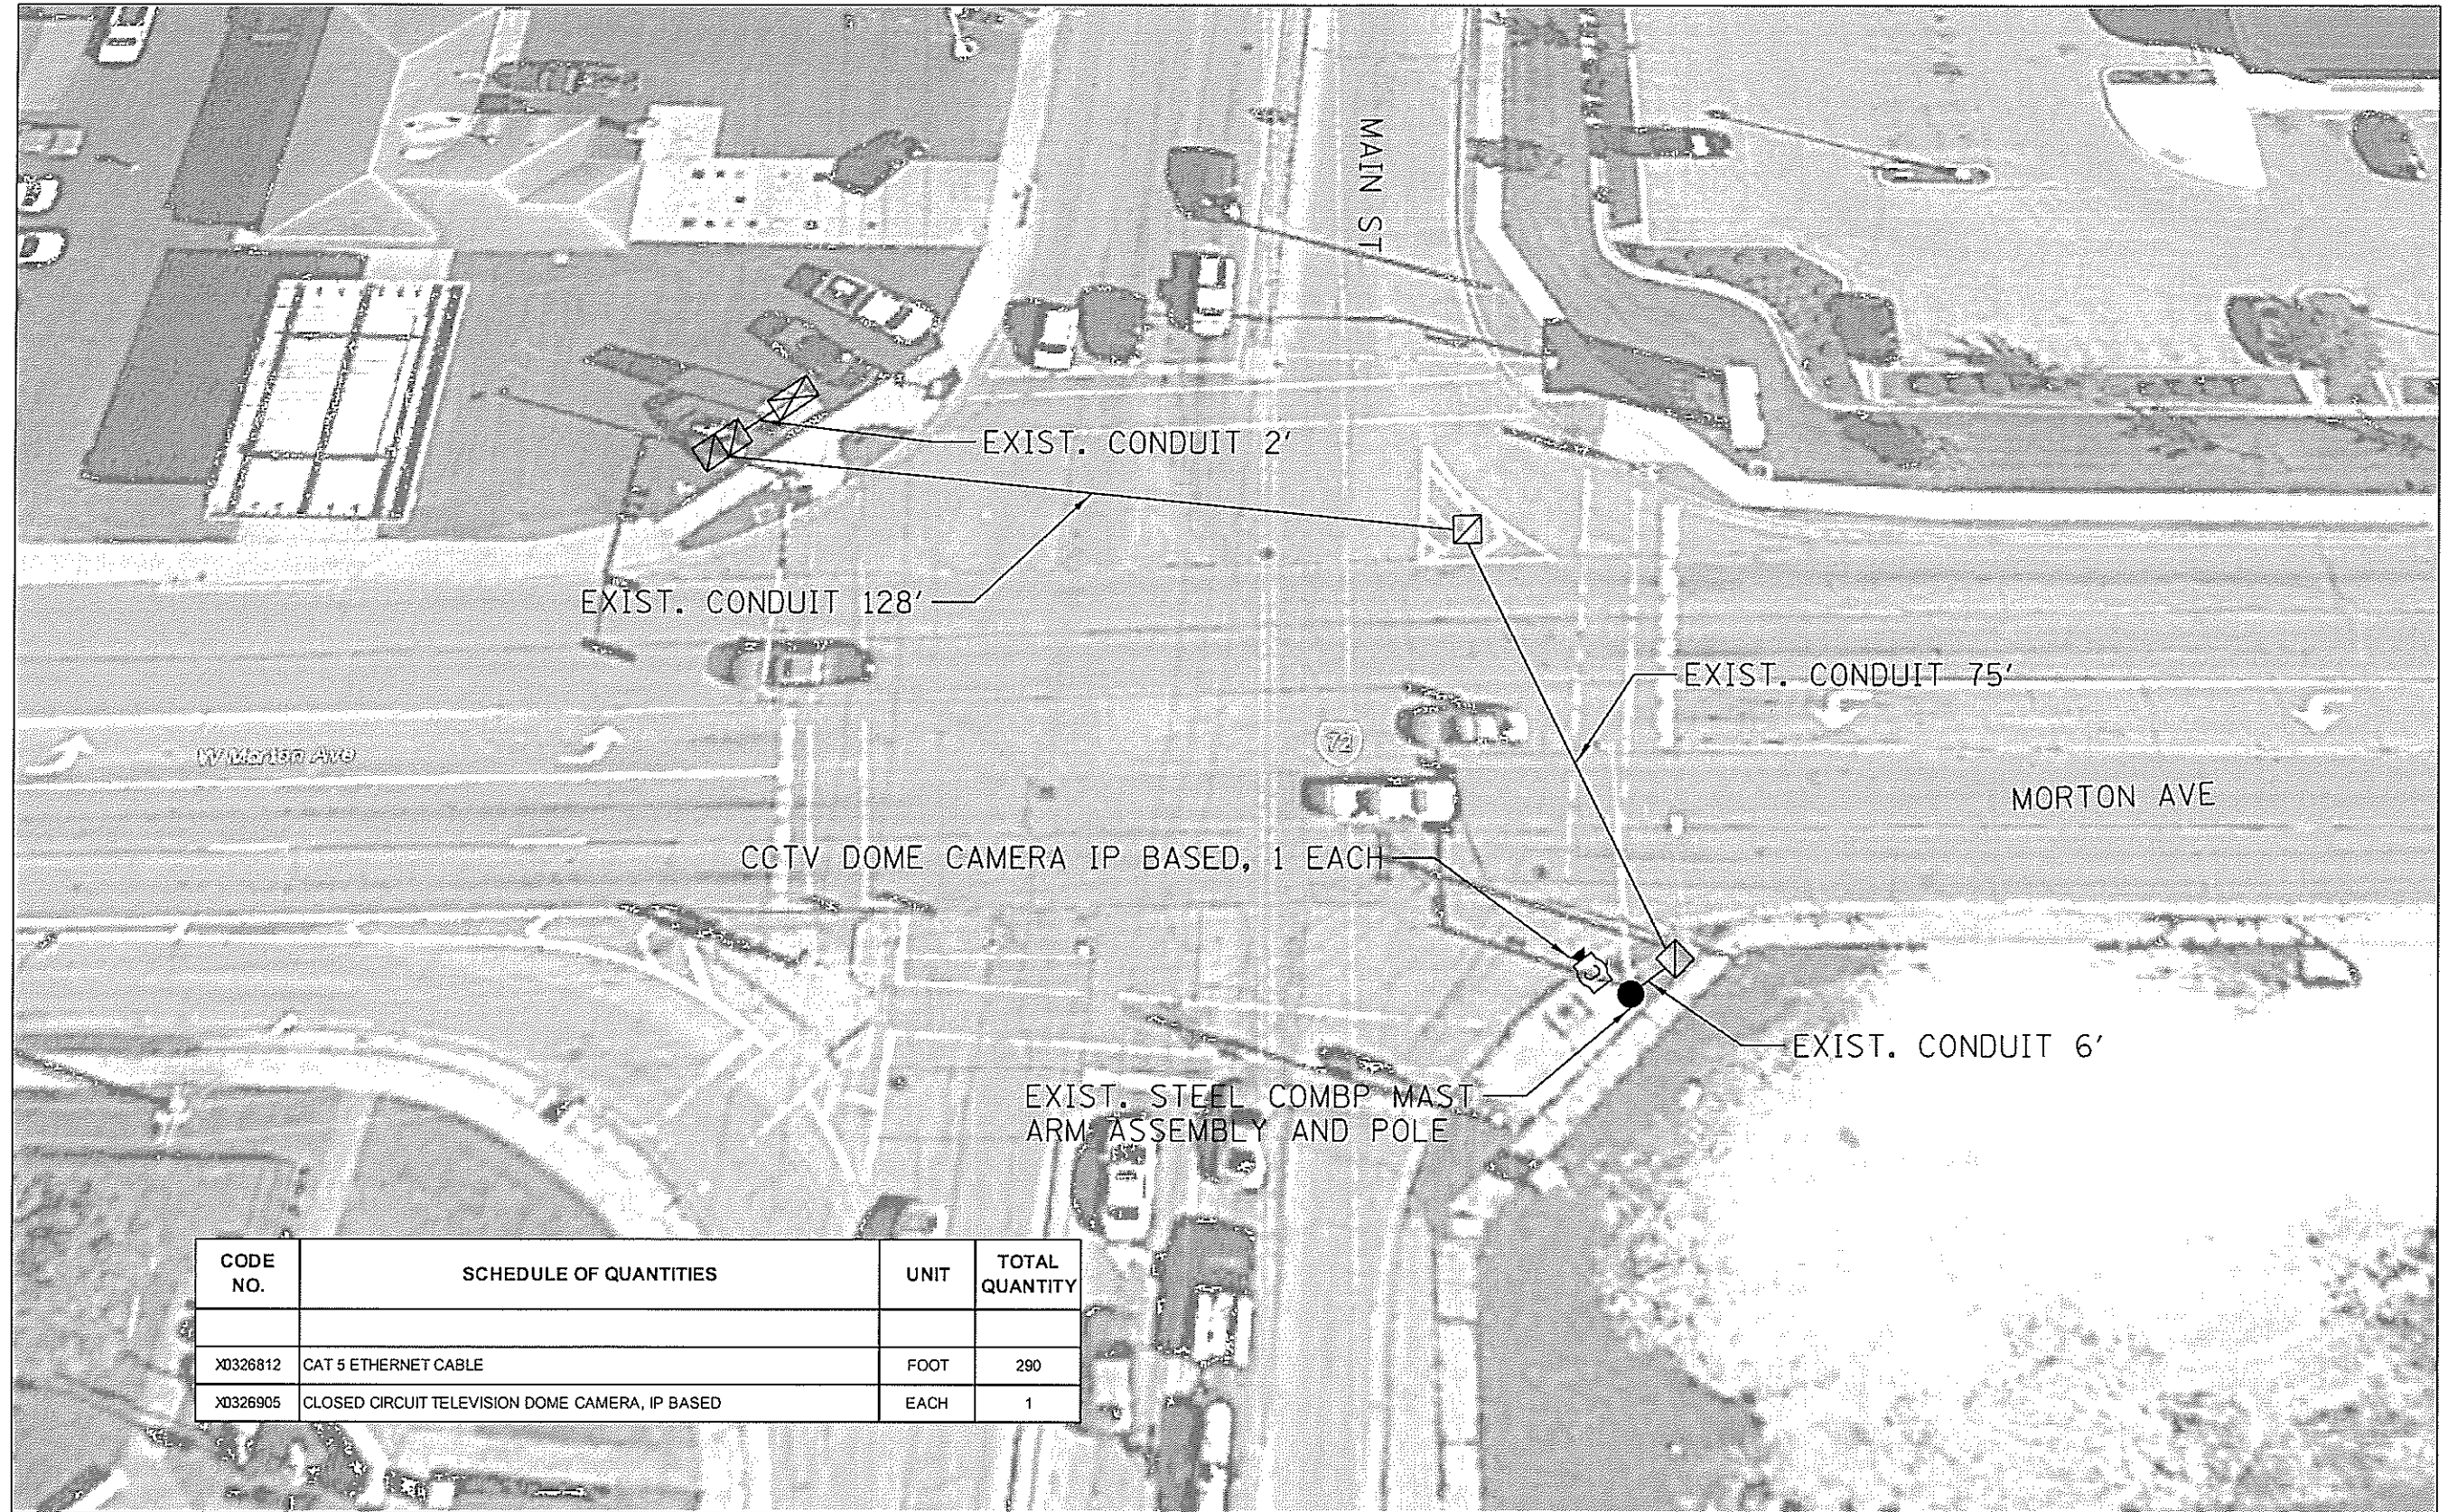 MAIN ST
EXIST. CONDUIT 2'
EXIST. CONDUIT 128'
EXIST. CONDUIT 75'
W Morton Ave
72
MORTON AVE
CCTV DOME CAMERA IP BASED, 1 EACH
EXIST. CONDUIT 6'
EXIST. STEEL COMBP MAST
ARM ASSEMBLY AND POLE
CODE NO. SCHEDULE OF QUANTITIES UNIT TOTAL QUANTITY
X0326812 CAT 5 ETHERNET CABLE FOOT 290
X0326905 CLOSED CIRCUIT TELEVISION DOME CAMERA, IP BASED EACH 1